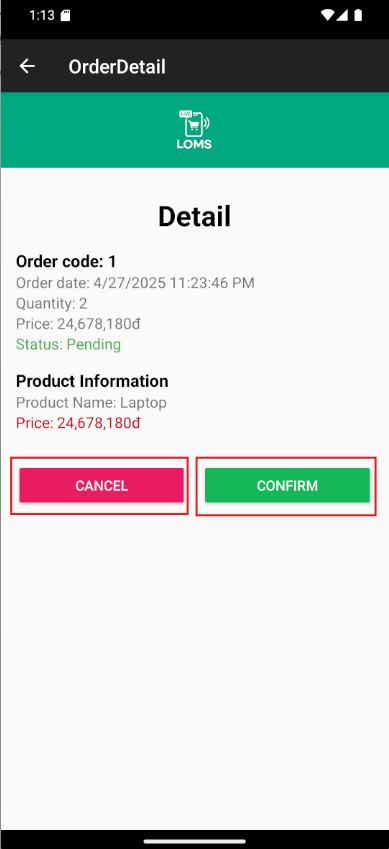 1:13
OrderDetail
LIVE
LOMS
Detail
Order code: 1
Order date: 4/27/2025 11:23:46 PM
Quantity: 2
Price: 24,678,180đ
Status: Pending
Product Information
Product Name: Laptop
Price: 24,678,180đ
CANCEL
CONFIRM